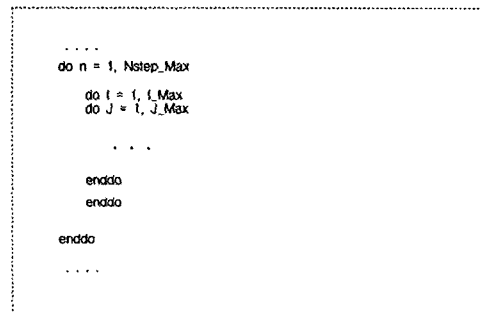 . . . .
do n = 1, Nstep_Max
do I = 1, I_Max
do J = 1, J_Max
. . .
enddo
enddo
enddo
. . . .